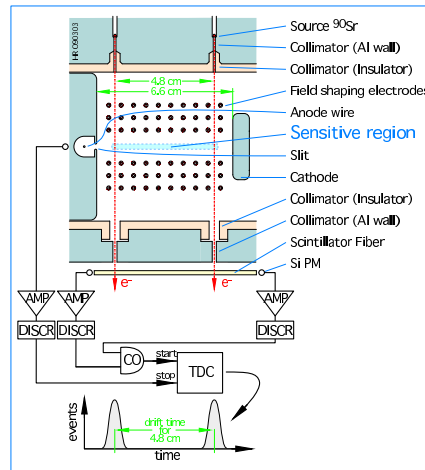 HRO90303
Source ⁹⁰Sr
Collimator (Al wall)
Collimator (Insulator)
4.8 cm
6.6 cm
Field shaping electrodes
Anode wire
Sensitive region
Slit
Cathode
Collimator (Insulator)
Collimator (Al wall)
Scintillator Fiber
Si PM
e-
e-
AMP
AMP
AMP
DISCR
DISCR
DISCR
CO
start
stop
TDC
events
drift time
for
4.8 cm
time